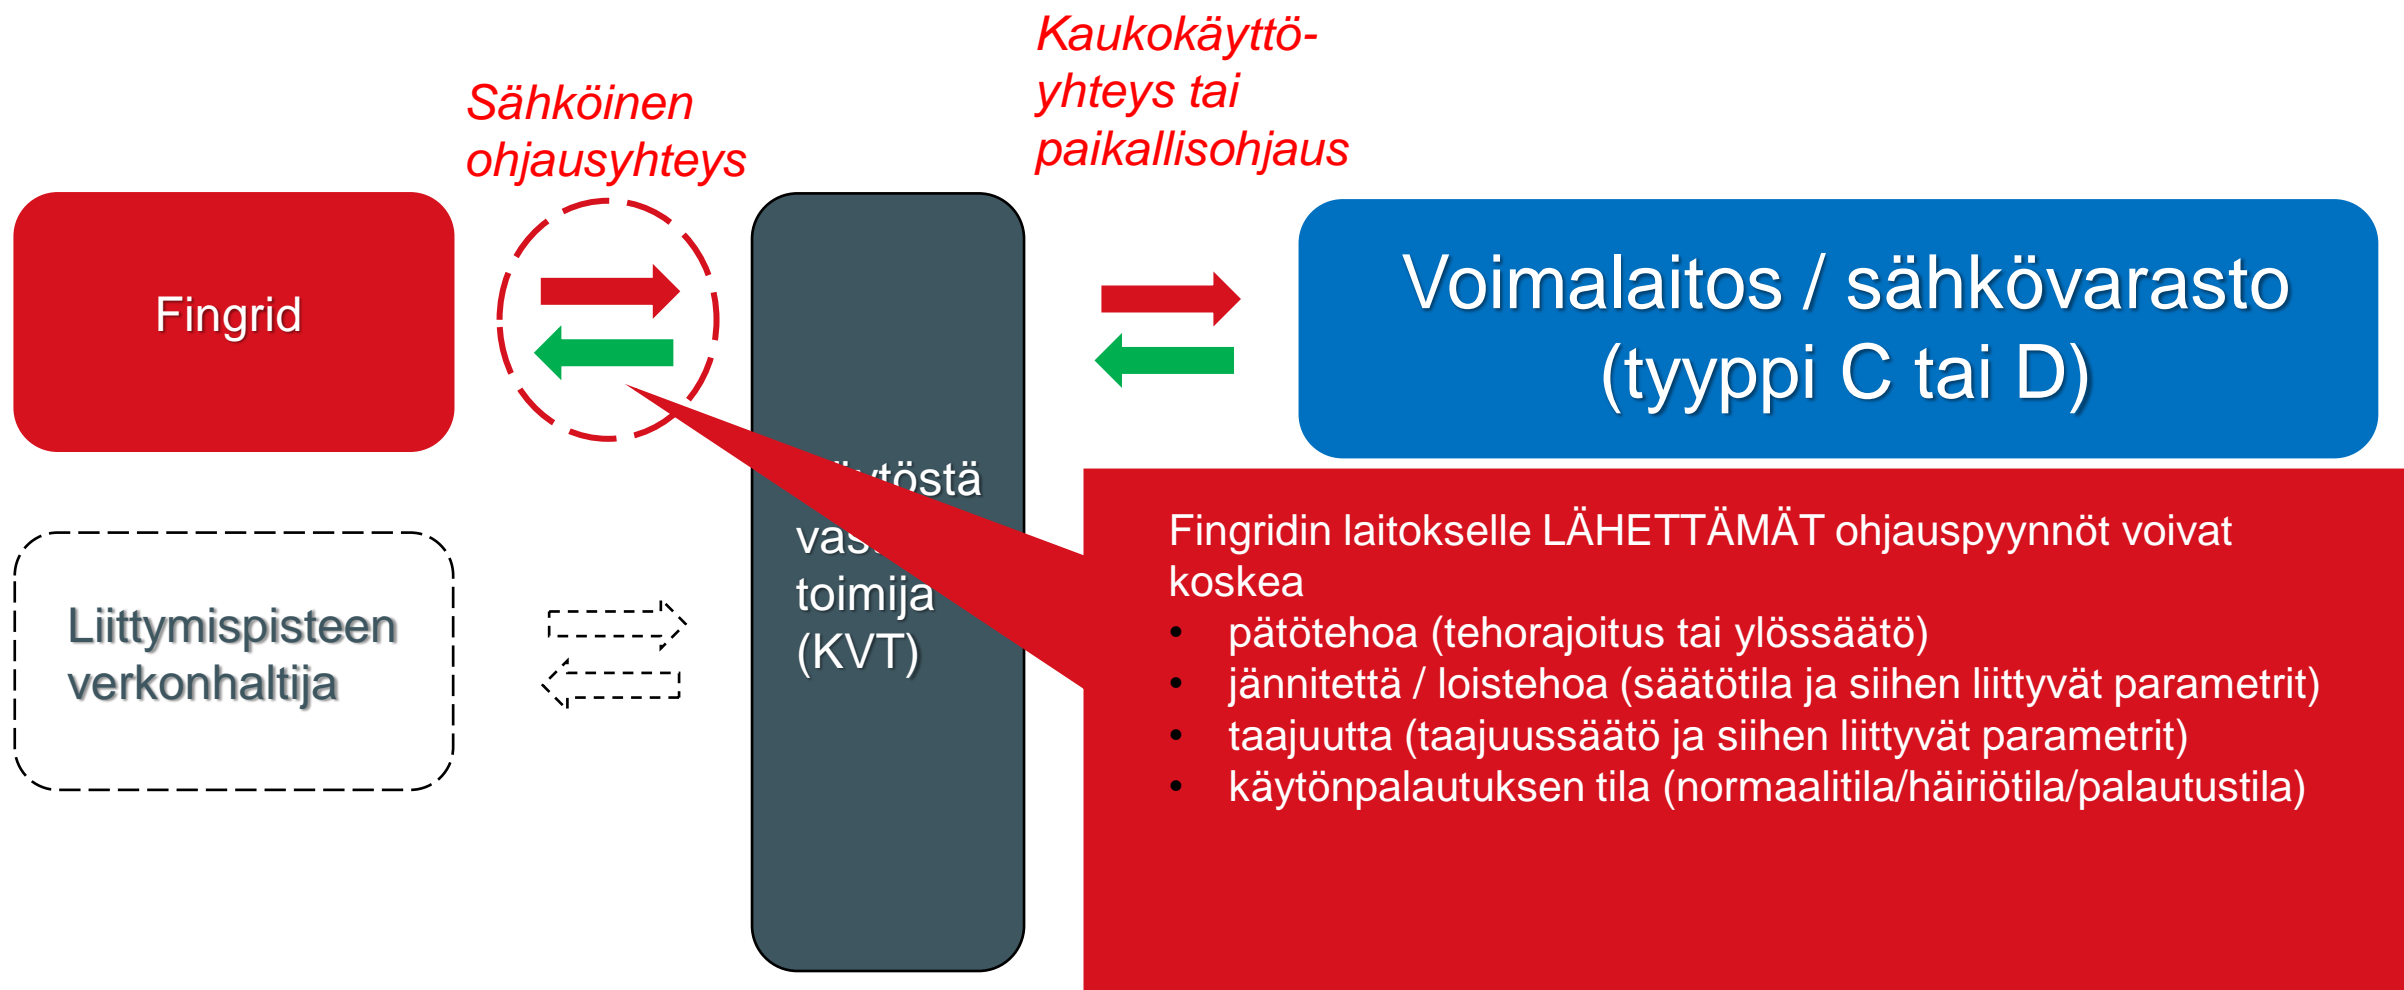 Kaukokäyttö-
yhteys tai
paikallisohjaus
Sähköinen
ohjausyhteys
Fingrid
Voimalaitos / sähkövarasto
(tyyppi C tai D)
toimija
(KVT)
Liittymispisteen
verkonhaltija
Fingridin laitokselle LÄHETTÄMÄT ohjauspyynnöt voivat
koskea
• pätötehoa (tehorajoitus tai ylössäätö)
• jännitettä / loistehoa (säätötila ja siihen liittyvät parametrit)
• taajuutta (taajuussäätö ja siihen liittyvät parametrit)
• käytönpalautuksen tila (normaalitila/häiriötila/palautustila)